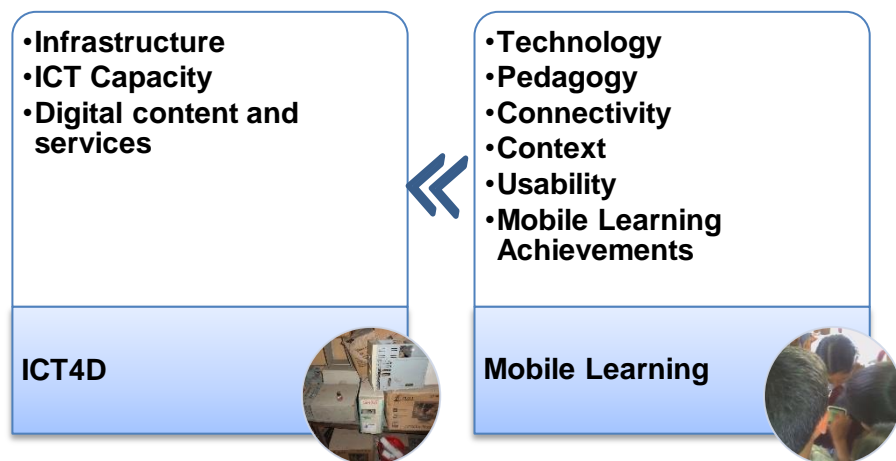 •Infrastructure
•ICT Capacity
•Digital content and
services
ICT4D
•Technology
•Pedagogy
•Connectivity
•Context
•Usability
•Mobile Learning
Achievements
Mobile Learning